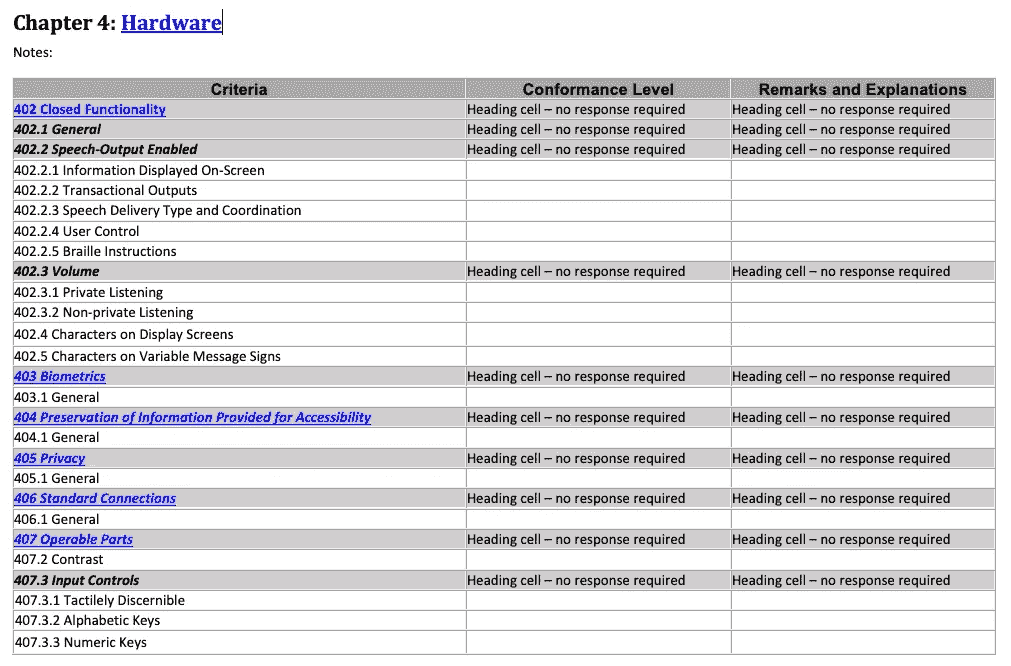 Chapter 4: Hardware
Notes:
Criteria Conformance Level Remarks and Explanations
402 Closed Functionality Heading cell – no response required Heading cell – no response required
402.1 General Heading cell – no response required Heading cell – no response required
402.2 Speech-Output Enabled Heading cell – no response required Heading cell – no response required
402.2.1 Information Displayed On-Screen
402.2.2 Transactional Outputs
402.2.3 Speech Delivery Type and Coordination
402.2.4 User Control
402.2.5 Braille Instructions
402.3 Volume Heading cell – no response required Heading cell – no response required
402.3.1 Private Listening
402.3.2 Non-private Listening
402.4 Characters on Display Screens
402.5 Characters on Variable Message Signs
403 Biometrics Heading cell – no response required Heading cell – no response required
403.1 General
404 Preservation of Information Provided for Accessibility Heading cell – no response required Heading cell – no response required
404.1 General
405 Privacy Heading cell – no response required Heading cell – no response required
405.1 General
406 Standard Connections Heading cell – no response required Heading cell – no response required
406.1 General
407 Operable Parts Heading cell – no response required Heading cell – no response required
407.2 Contrast
407.3 Input Controls Heading cell – no response required Heading cell – no response required
407.3.1 Tactilely Discernible
407.3.2 Alphabetic Keys
407.3.3 Numeric Keys